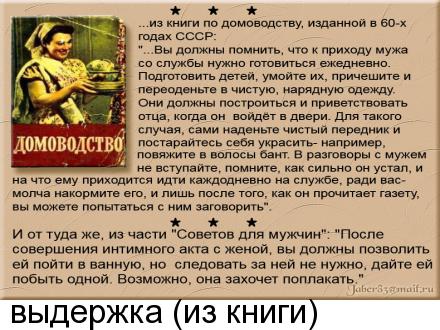 ...из книги по домоводству, изданной в 60-х
годах СССР:
"...Вы должны помнить, что к приходу мужа
со службы нужно готовиться ежедневно.
Подготовить детей, умойте их, причешите и
переоденьте в чистую, нарядную одежду.
Они должны построиться и приветствовать
отца, когда он войдёт в двери. Для такого
случая, сами наденьте чистый передник и
постарайтесь себя украсить- например,
повяжите в волосы бант. В разговоры с мужем
не вступайте, помните, как сильно он устал, и
на что ему приходится идти каждодневно на службе, ради вас-
молча накормите его, и лишь после того, как он прочитает газету,
вы можете попытаться с ним заговорить".
ДОМОВОДСТВО
И от туда же, из части "Советов для мужчин": "После
совершения интимного акта с женой, вы должны позволить
ей пойти в ванную, но следовать за ней не нужно, дайте ей
побыть одной. Возможно, она захочет поплакать."
Jaber83@mail.ru
выдержка (из книги)